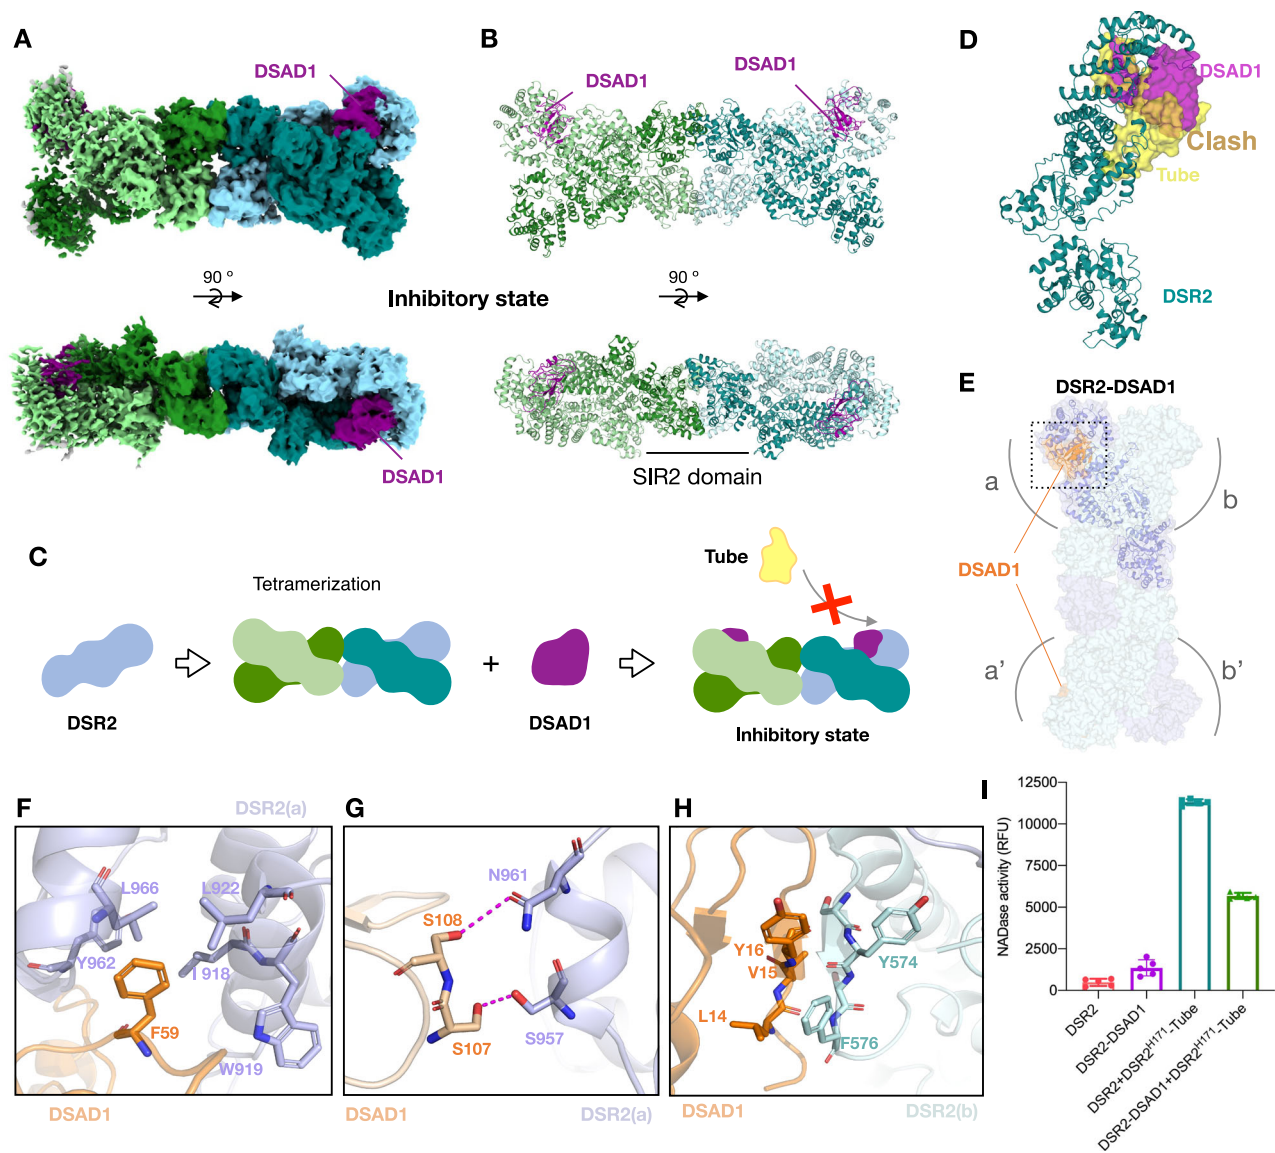 A
DSAD1
90 º
DSAD1
B
DSAD1
DSAD1
Inhibitory state
90 º
SIR2 domain
C
Tetramerization
Tube
DSR2
+
DSAD1
Inhibitory state
D
DSAD1
Clash
Tube
DSR2
E
DSR2-DSAD1
a
b
DSAD1
a’
b’
F
DSR2(a)
L966
L922
Y962
I 918
F59
W919
DSAD1
G
N961
S108
S107
S957
DSAD1
DSR2(a)
H
Y16
V15
Y574
L14
F576
DSAD1
DSR2(b)
I
NADase activity (RFU)
12500
10000
7500
5000
2500
0
DSR2
DSR2-DSAD1
DSR2+DSR2H171-Tube
DSR2-DSAD1+DSR2H171-Tube